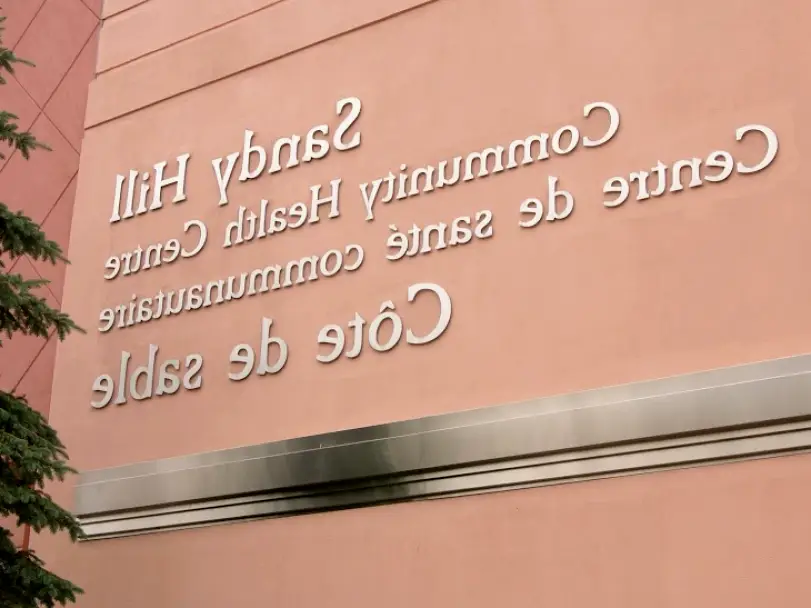 Sandy Hill
Community Health Centre
Centre de santé communautaire
Côte de sable